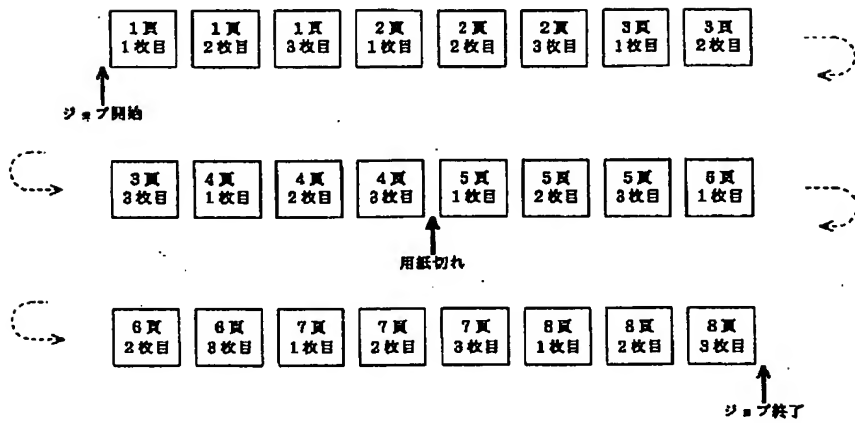 1頁 1頁 1頁 2頁 2頁 2頁 3頁 3頁
1枚目 2枚目 3枚目 1枚目 2枚目 3枚目 1枚目 2枚目
ジョブ開始
3頁 4頁 4頁 4頁 5頁 5頁 5頁 6頁
3枚目 1枚目 2枚目 3枚目 1枚目 2枚目 3枚目 1枚目
用紙切れ
6頁 6頁 7頁 7頁 7頁 8頁 8頁 8頁
2枚目 3枚目 1枚目 2枚目 3枚目 1枚目 2枚目 3枚目
ジョブ終了